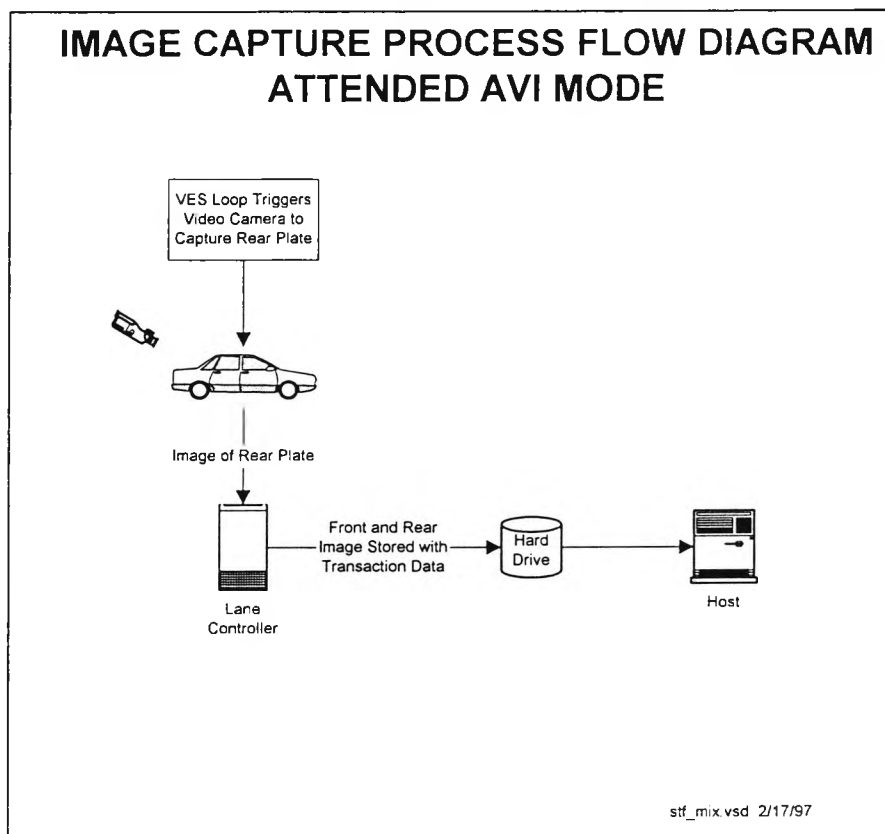 IMAGE CAPTURE PROCESS FLOW DIAGRAM
ATTENDED AVI MODE
VES Loop Triggers
Video Camera to
Capture Rear Plate
Image of Rear Plate
Front and Rear
Image Stored with
Transaction Data
Hard
Drive
Lane
Controller
Host
stf_mix.vsd 2/17/97